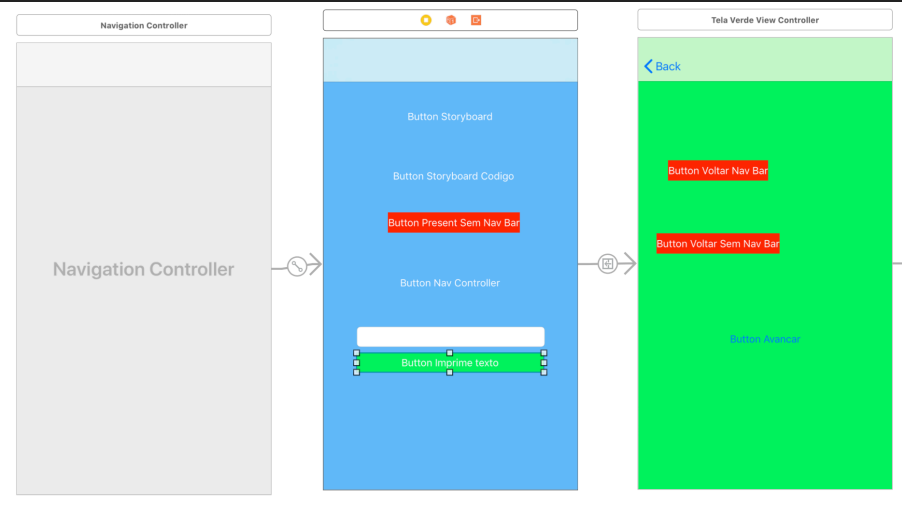 Navigation Controller
Navigation Controller
Button Storyboard
Button Storyboard Codigo
Button Present Sem Nav Bar
Button Nav Controller
Button Imprime texto
Tela Verde View Controller
Back
Button Voltar Nav Bar
Button Voltar Sem Nav Bar
Button Avancar